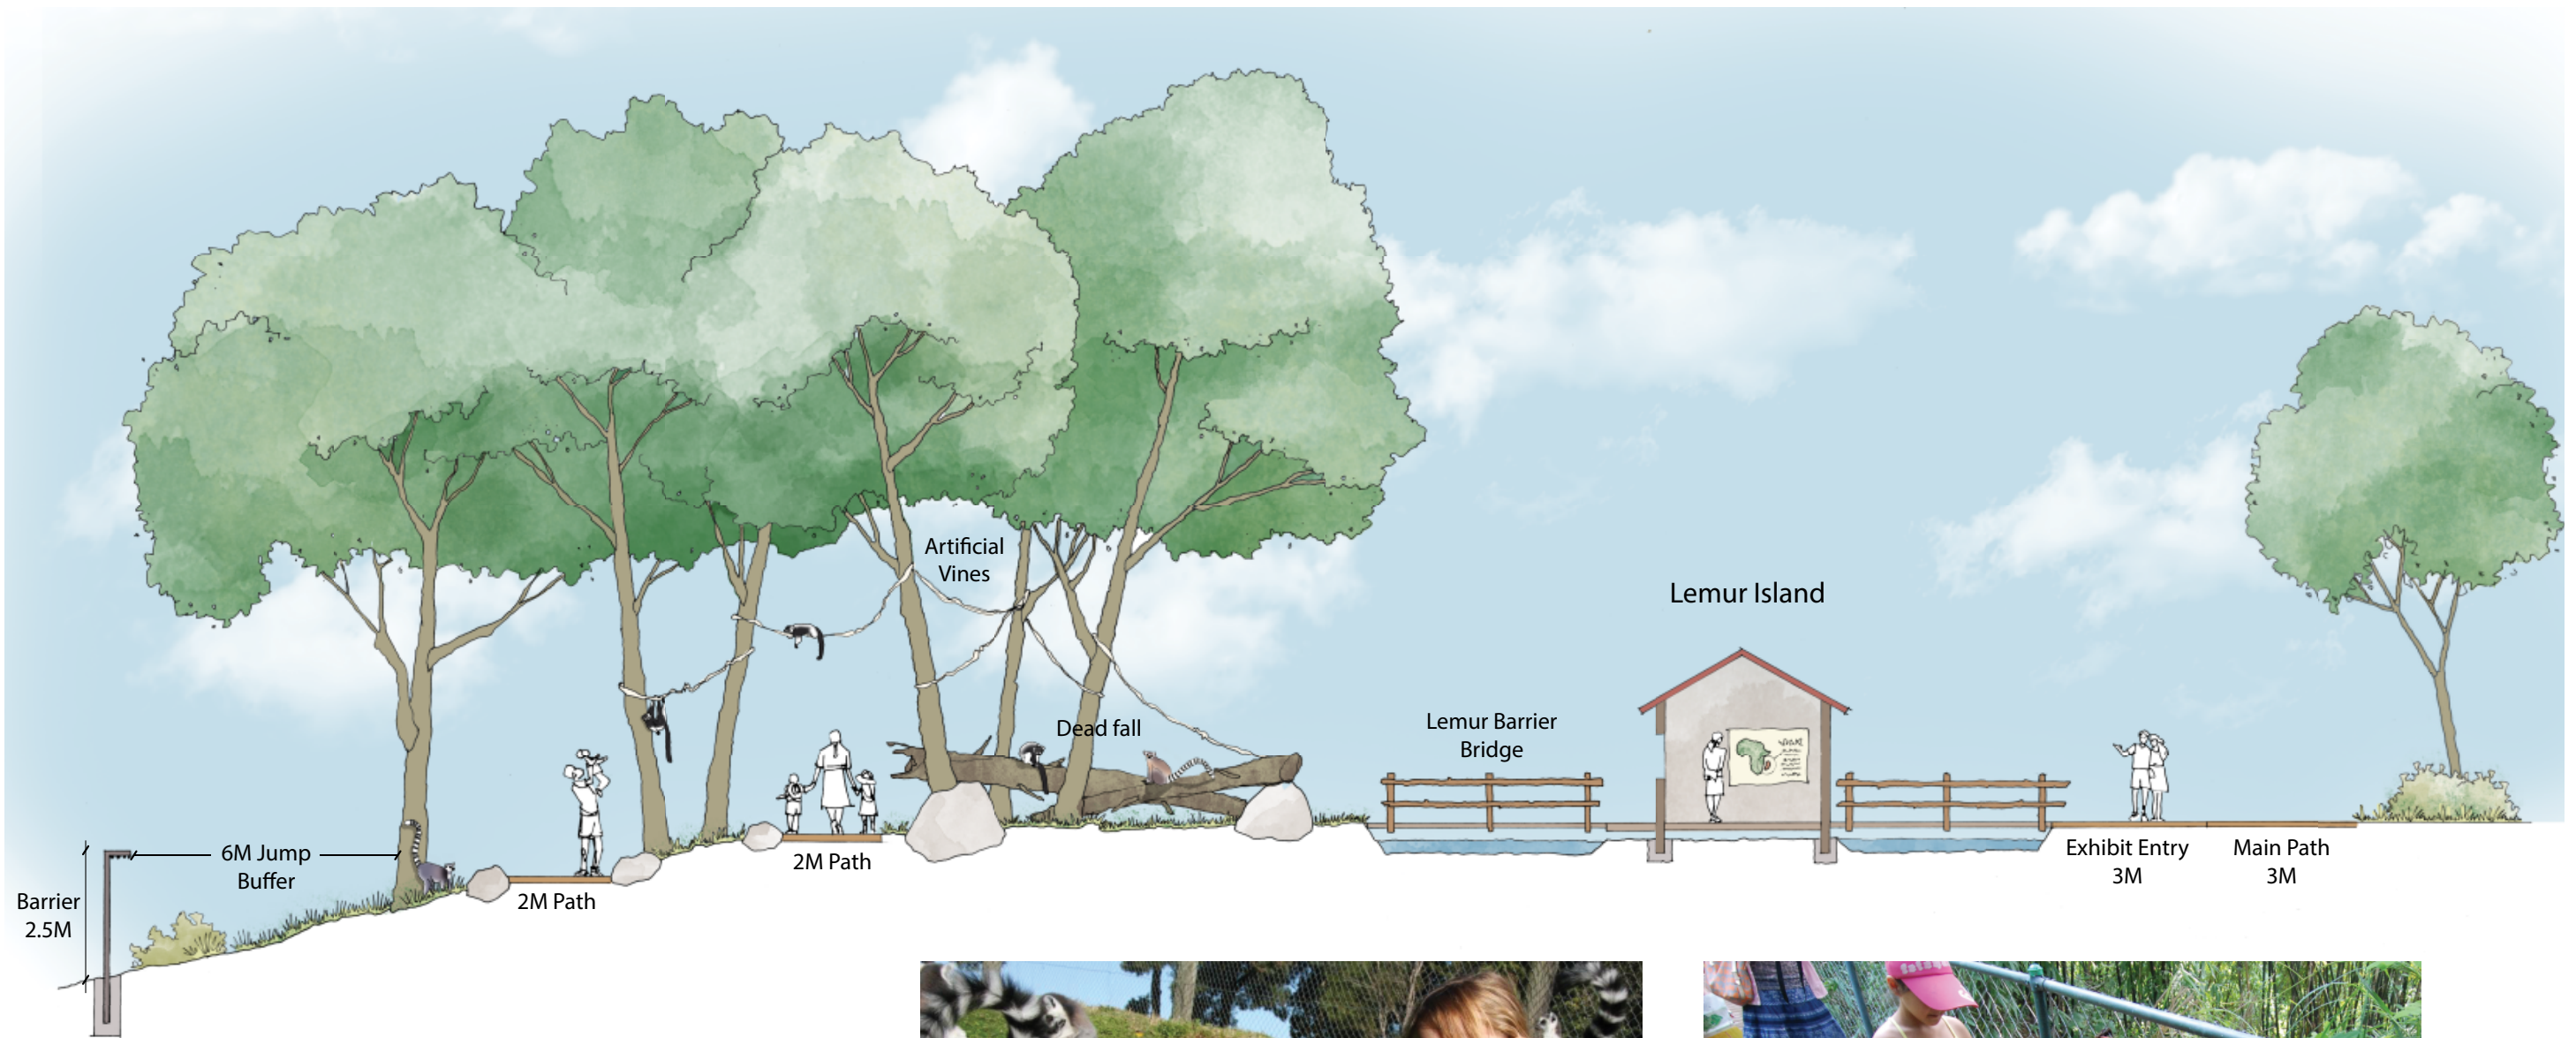 Artificial
Vines
Lemur Island
Dead fall
Lemur Barrier
Bridge
6M Jump
Buffer
Barrier
2.5M
2M Path
2M Path
Exhibit Entry
3M
Main Path
3M